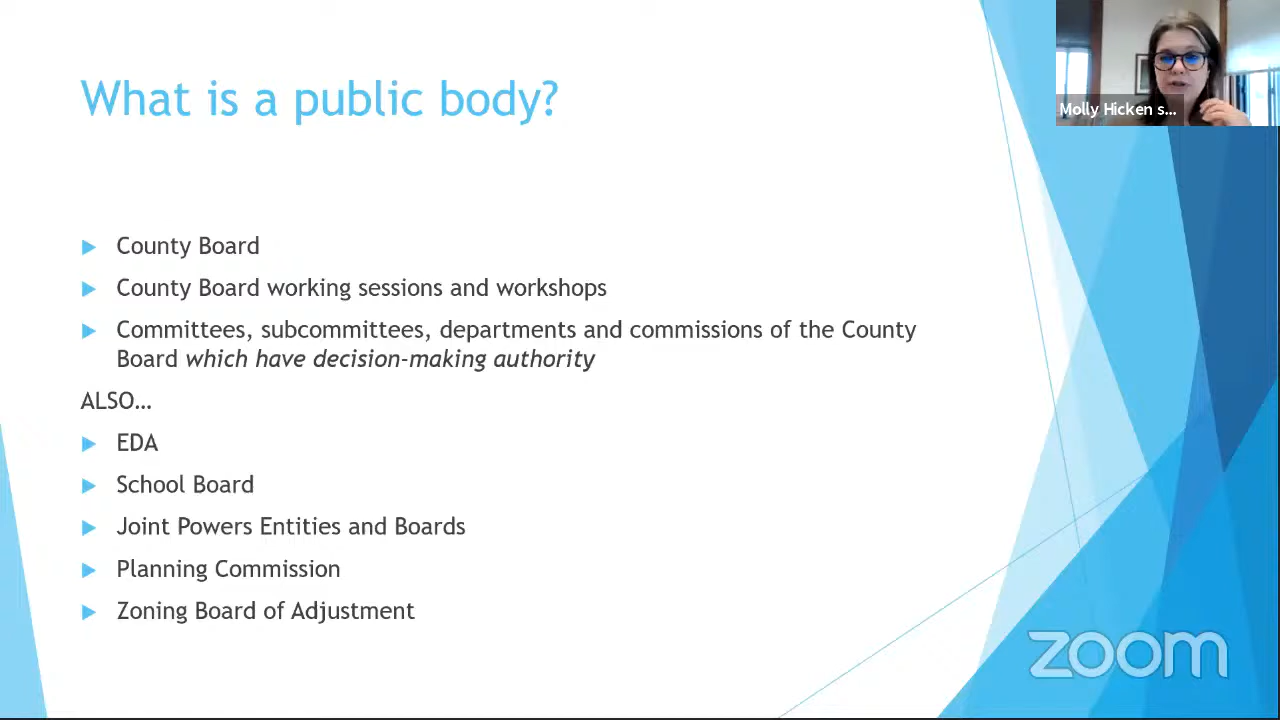 What is a public body?
Molly Hicken s...
County Board
County Board working sessions and workshops
Committees, subcommittees, departments and commissions of the County
Board which have decision-making authority
ALSO…
EDA
School Board
Joint Powers Entities and Boards
Planning Commission
Zoning Board of Adjustment
zoom